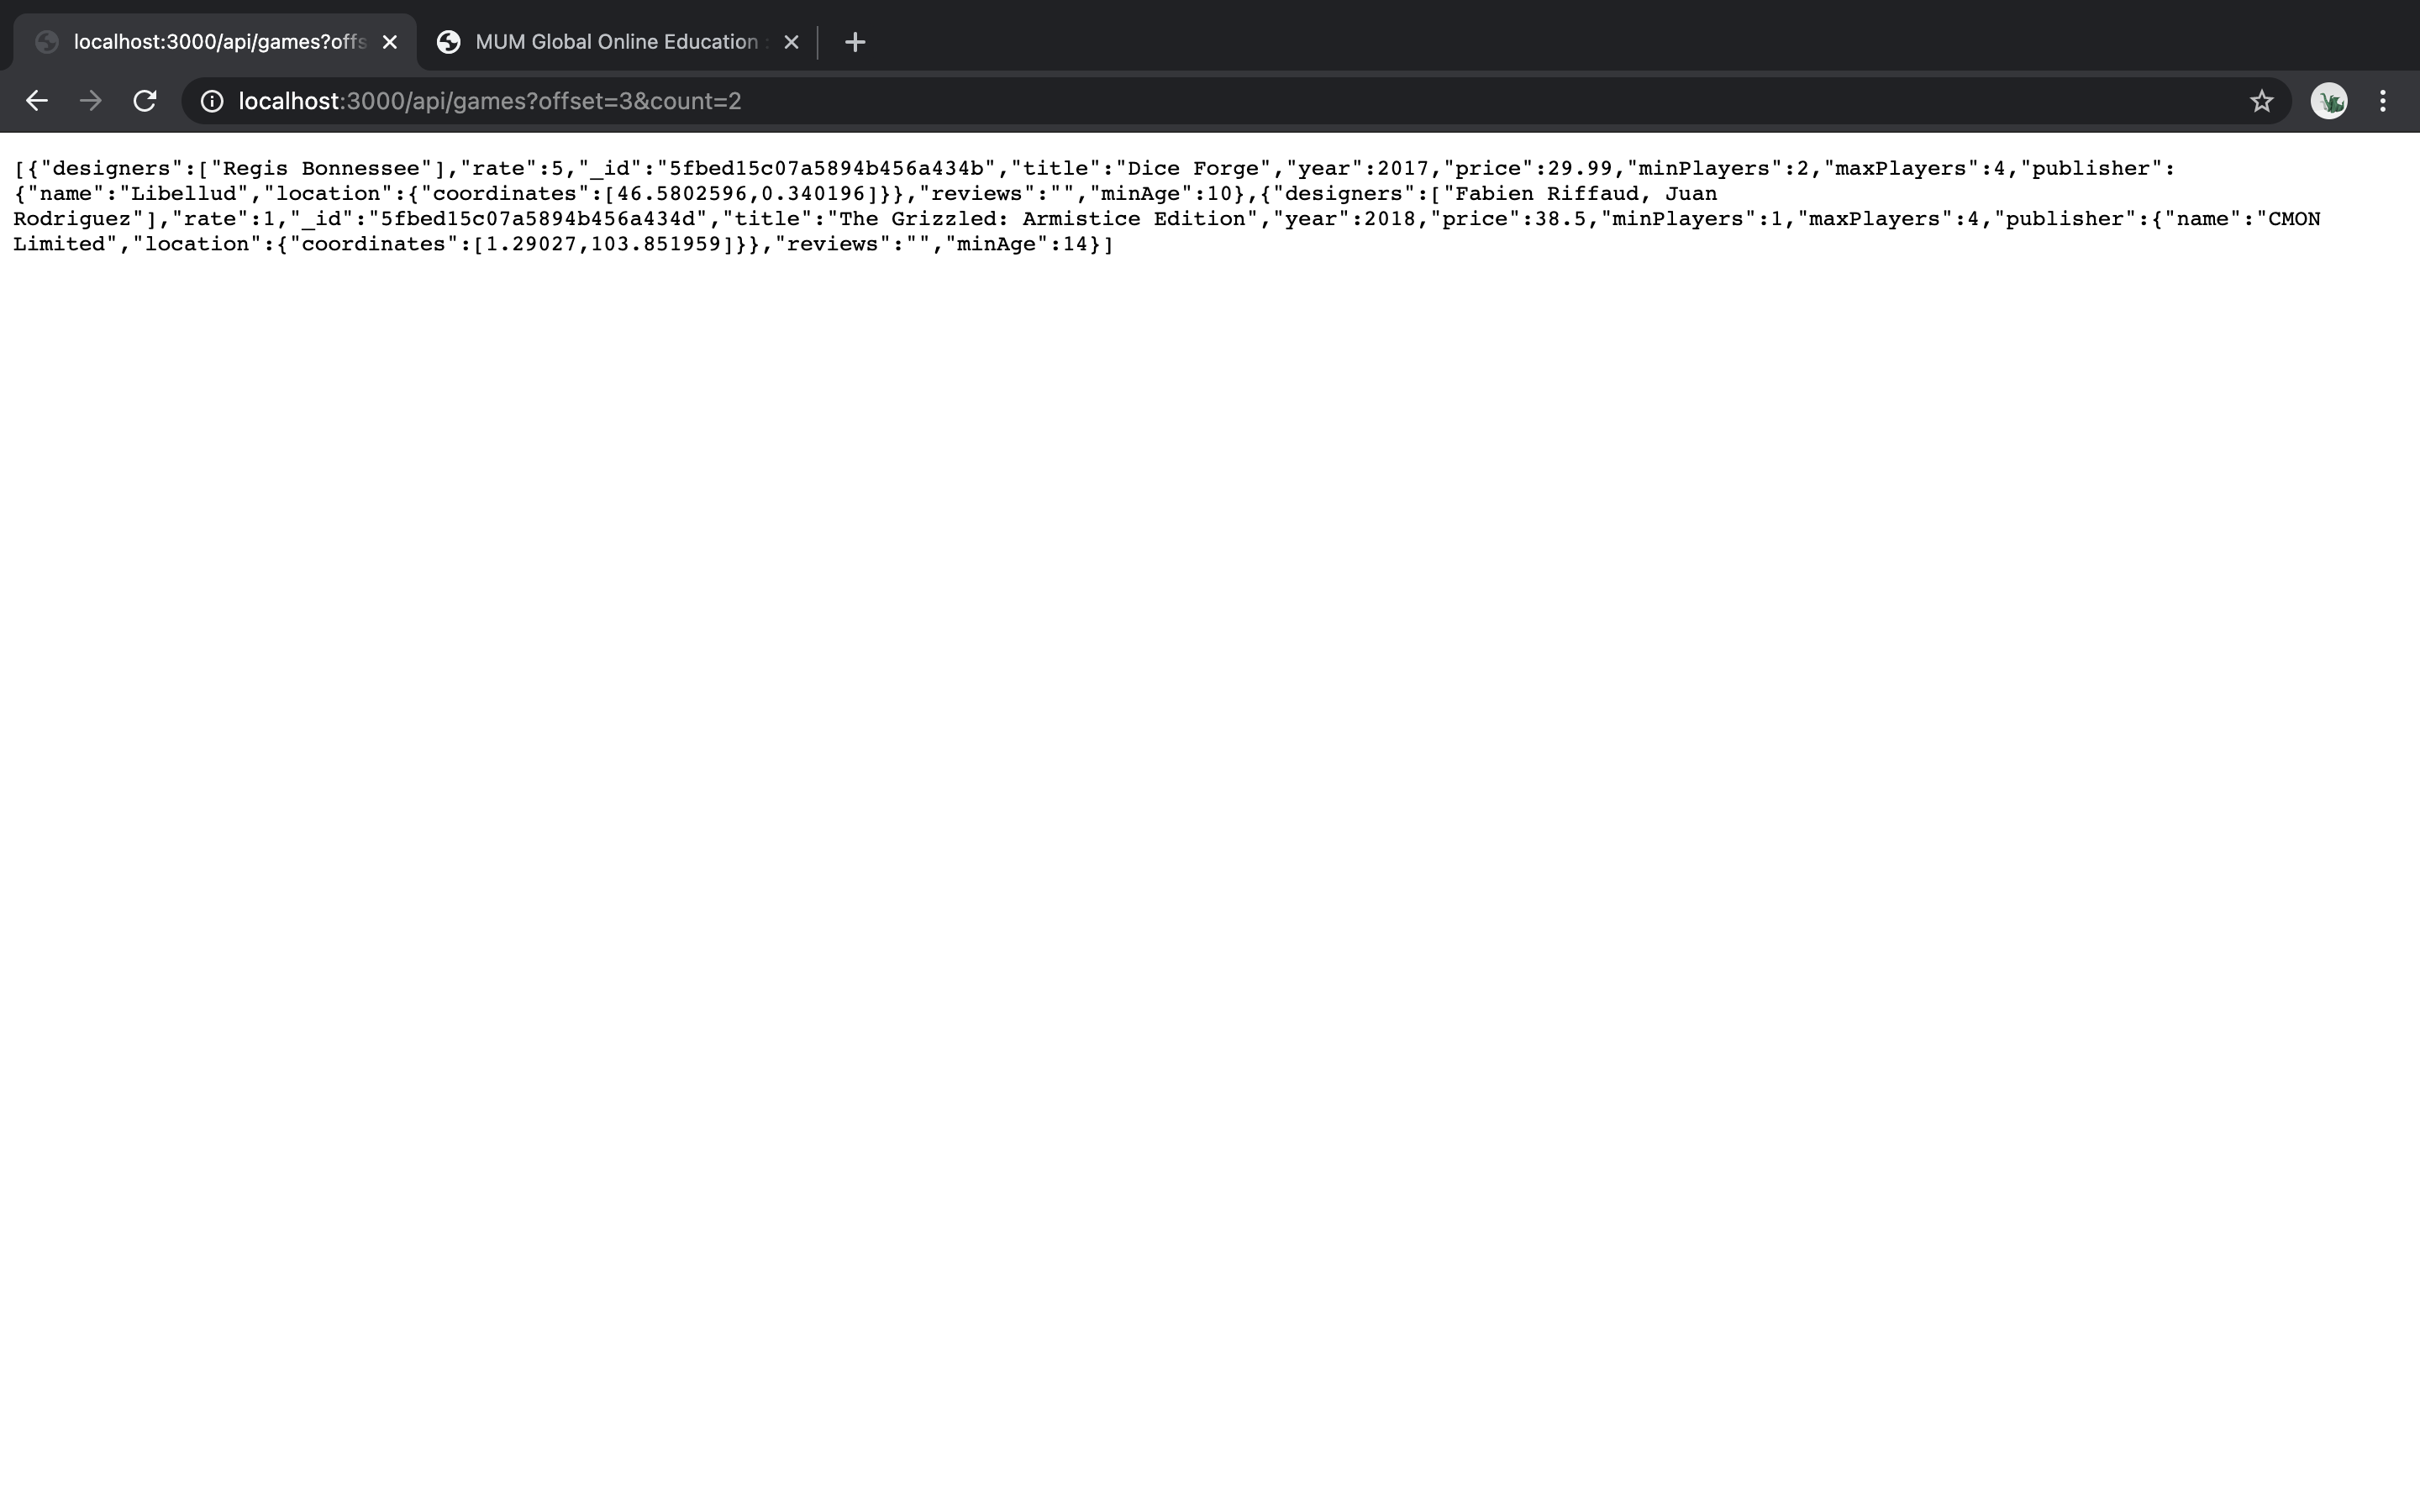 localhost:3000/api/games?offs
MUM Global Online Education
localhost:3000/api/games?offset=3&count=2
[{"designers":["Regis Bonnessee"],"rate":5,"_id":"5fbed15c07a5894b456a434b","title":"Dice Forge","year":2017,"price":29.99,"minPlayers":2,"maxPlayers":4,"publisher":
{"name":"Libellud","location":{"coordinates":[46.5802596,0.340196]}},"reviews":"","minAge":10},{"designers":["Fabien Riffaud, Juan
Rodriguez"],"rate":1,"_id":"5fbed15c07a5894b456a434d","title":"The Grizzled: Armistice Edition","year":2018,"price":38.5,"minPlayers":1,"maxPlayers":4,"publisher":{"name":"CMON
Limited","location":{"coordinates":[1.29027,103.851959]}},"reviews":"","minAge":14}]